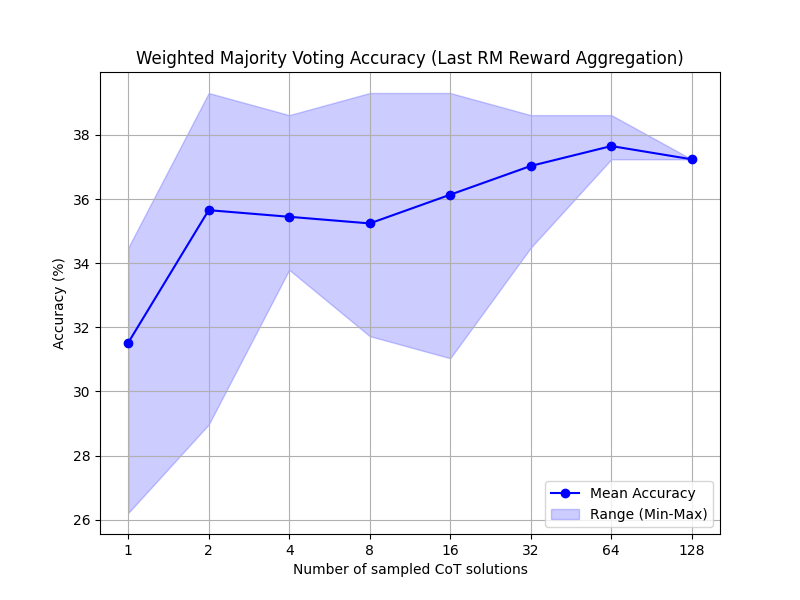 Weighted Majority Voting Accuracy (Last RM Reward Aggregation)
Accuracy (%)
38
36
34
32
30
28
26
Mean Accuracy
Range (Min-Max)
1 2 4 8 16 32 64 128
Number of sampled CoT solutions